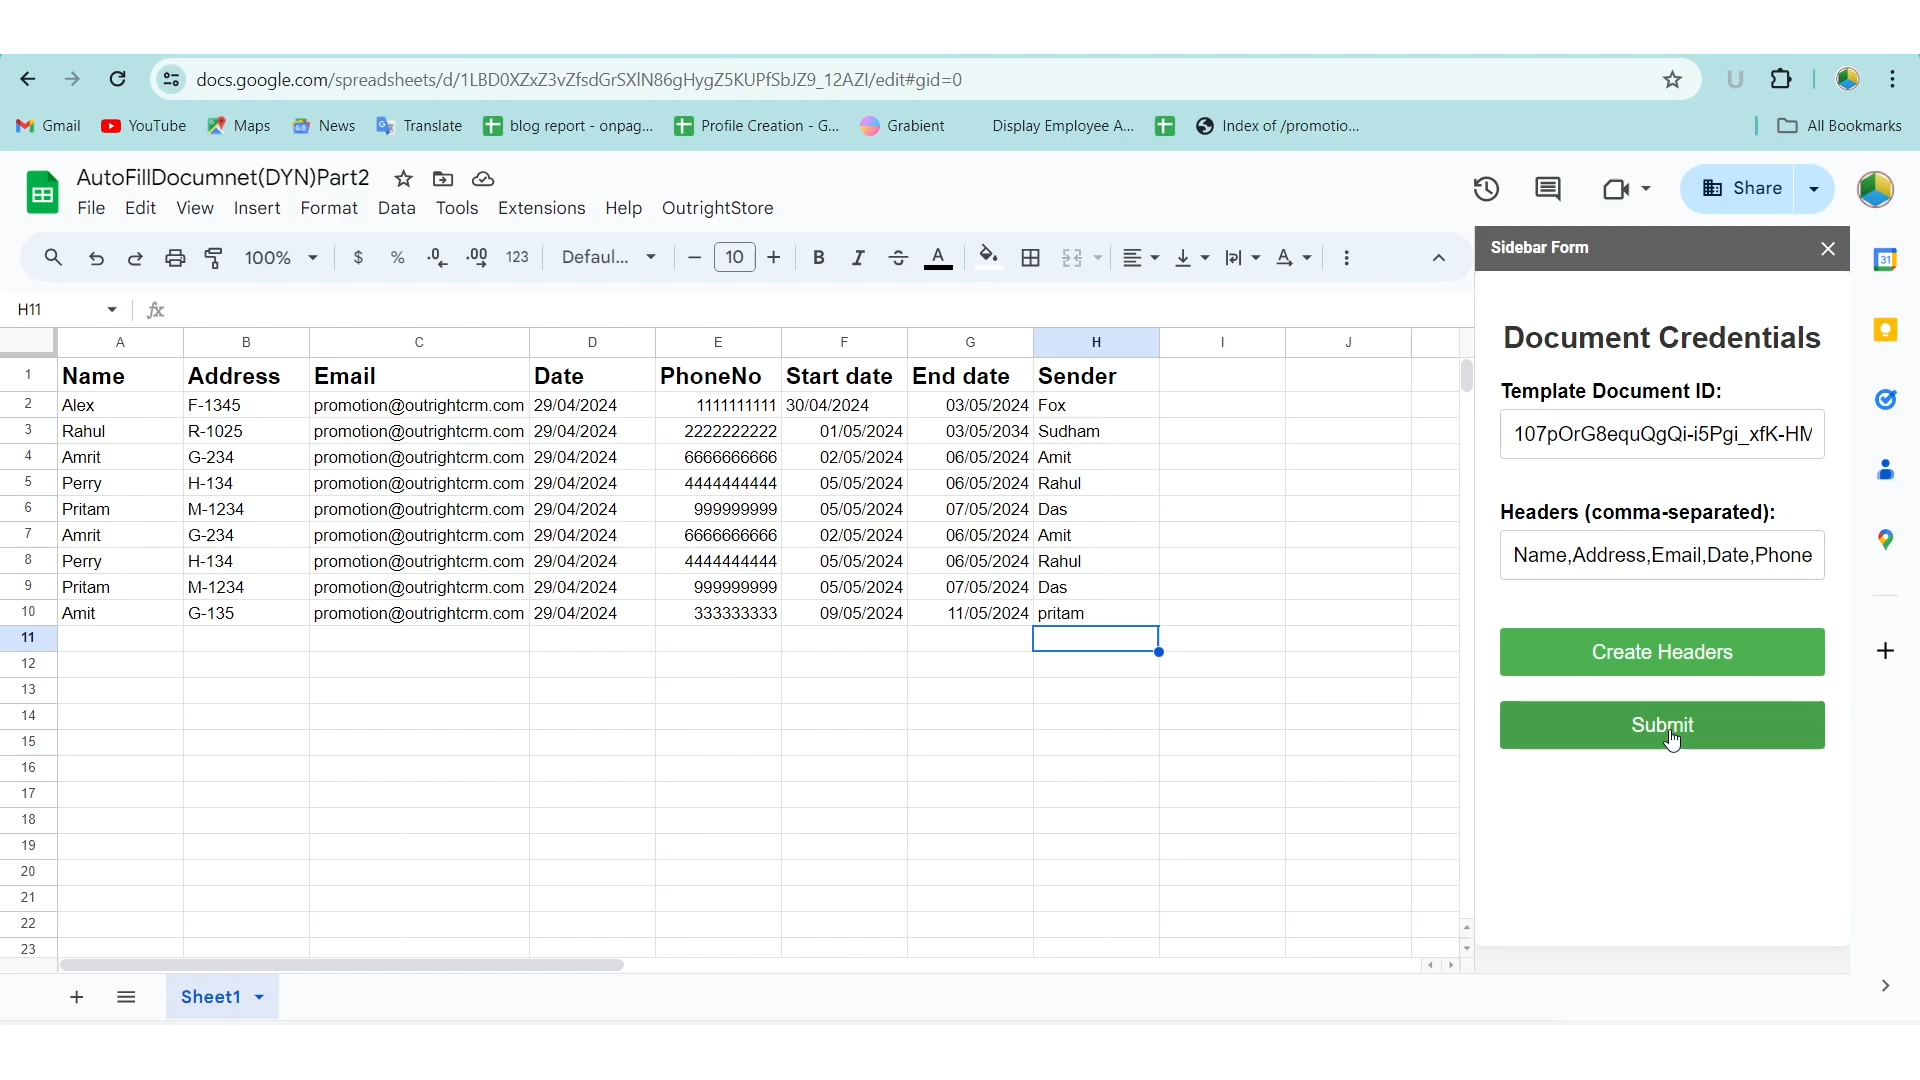 docs.google.com/spreadsheets/d/1LBD0XZxZ3vZfsdGrSXlN86gHygZ5KUPfSbJZ9_12AZI/edit#gid=0
Gmail YouTube Maps News Translate blog report - onpag... Profile Creation - G... Grabient Display Employee A... Index of /promotio... All Bookmarks
AutoFillDocumnet(DYN)Part2
File Edit View Insert Format Data Tools Extensions Help OutrightStore
Share
100% $ % .0 .00 123 Defaul... 10 B I S A A
Sidebar Form
31
H11 fx
A B C D E F G H I J
1 Name Address Email Date PhoneNo Start date End date Sender
2 Alex F-1345 promotion@outrightcrm.com 29/04/2024 1111111111 30/04/2024 03/05/2024 Fox
3 Rahul R-1025 promotion@outrightcrm.com 29/04/2024 2222222222 01/05/2024 03/05/2034 Sudham
4 Amrit G-234 promotion@outrightcrm.com 29/04/2024 6666666666 02/05/2024 06/05/2024 Amit
5 Perry H-134 promotion@outrightcrm.com 29/04/2024 4444444444 05/05/2024 06/05/2024 Rahul
6 Pritam M-1234 promotion@outrightcrm.com 29/04/2024 999999999 05/05/2024 07/05/2024 Das
7 Amrit G-234 promotion@outrightcrm.com 29/04/2024 6666666666 02/05/2024 06/05/2024 Amit
8 Perry H-134 promotion@outrightcrm.com 29/04/2024 4444444444 05/05/2024 06/05/2024 Rahul
9 Pritam M-1234 promotion@outrightcrm.com 29/04/2024 999999999 05/05/2024 07/05/2024 Das
10 Amit G-135 promotion@outrightcrm.com 29/04/2024 333333333 09/05/2024 11/05/2024 pritam
11
12
13
14
15
16
17
18
19
20
21
22
23
Document Credentials
Template Document ID:
107pOrG8equQgQi-i5Pgi_xfK-HM
Headers (comma-separated):
Name,Address,Email,Date,Phone
Create Headers
Submit
Sheet1